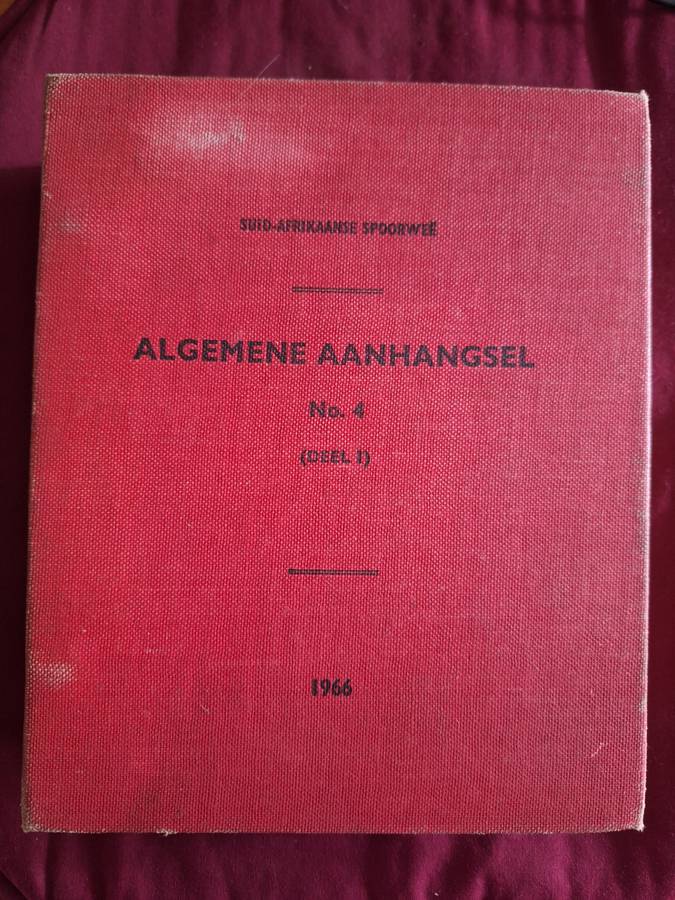 SUID-AFRIKAANSE SPOORWEË
ALGEMENE AANHANGSEL
No. 4
(DEEL I)
1966